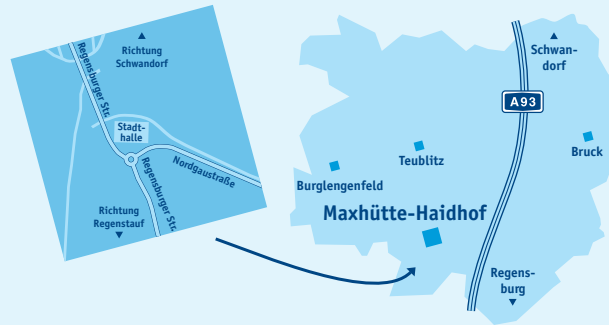 Richtung
Schwandorf
Regensburger Str.
Stadt-
halle
Nordgaustraße
Regensburger Str.
Richtung
Regenstauf
Schwan-
dorf
A93
Bruck
Teublitz
Burglengenfeld
Maxhütte-Haidhof
Regens-
burg